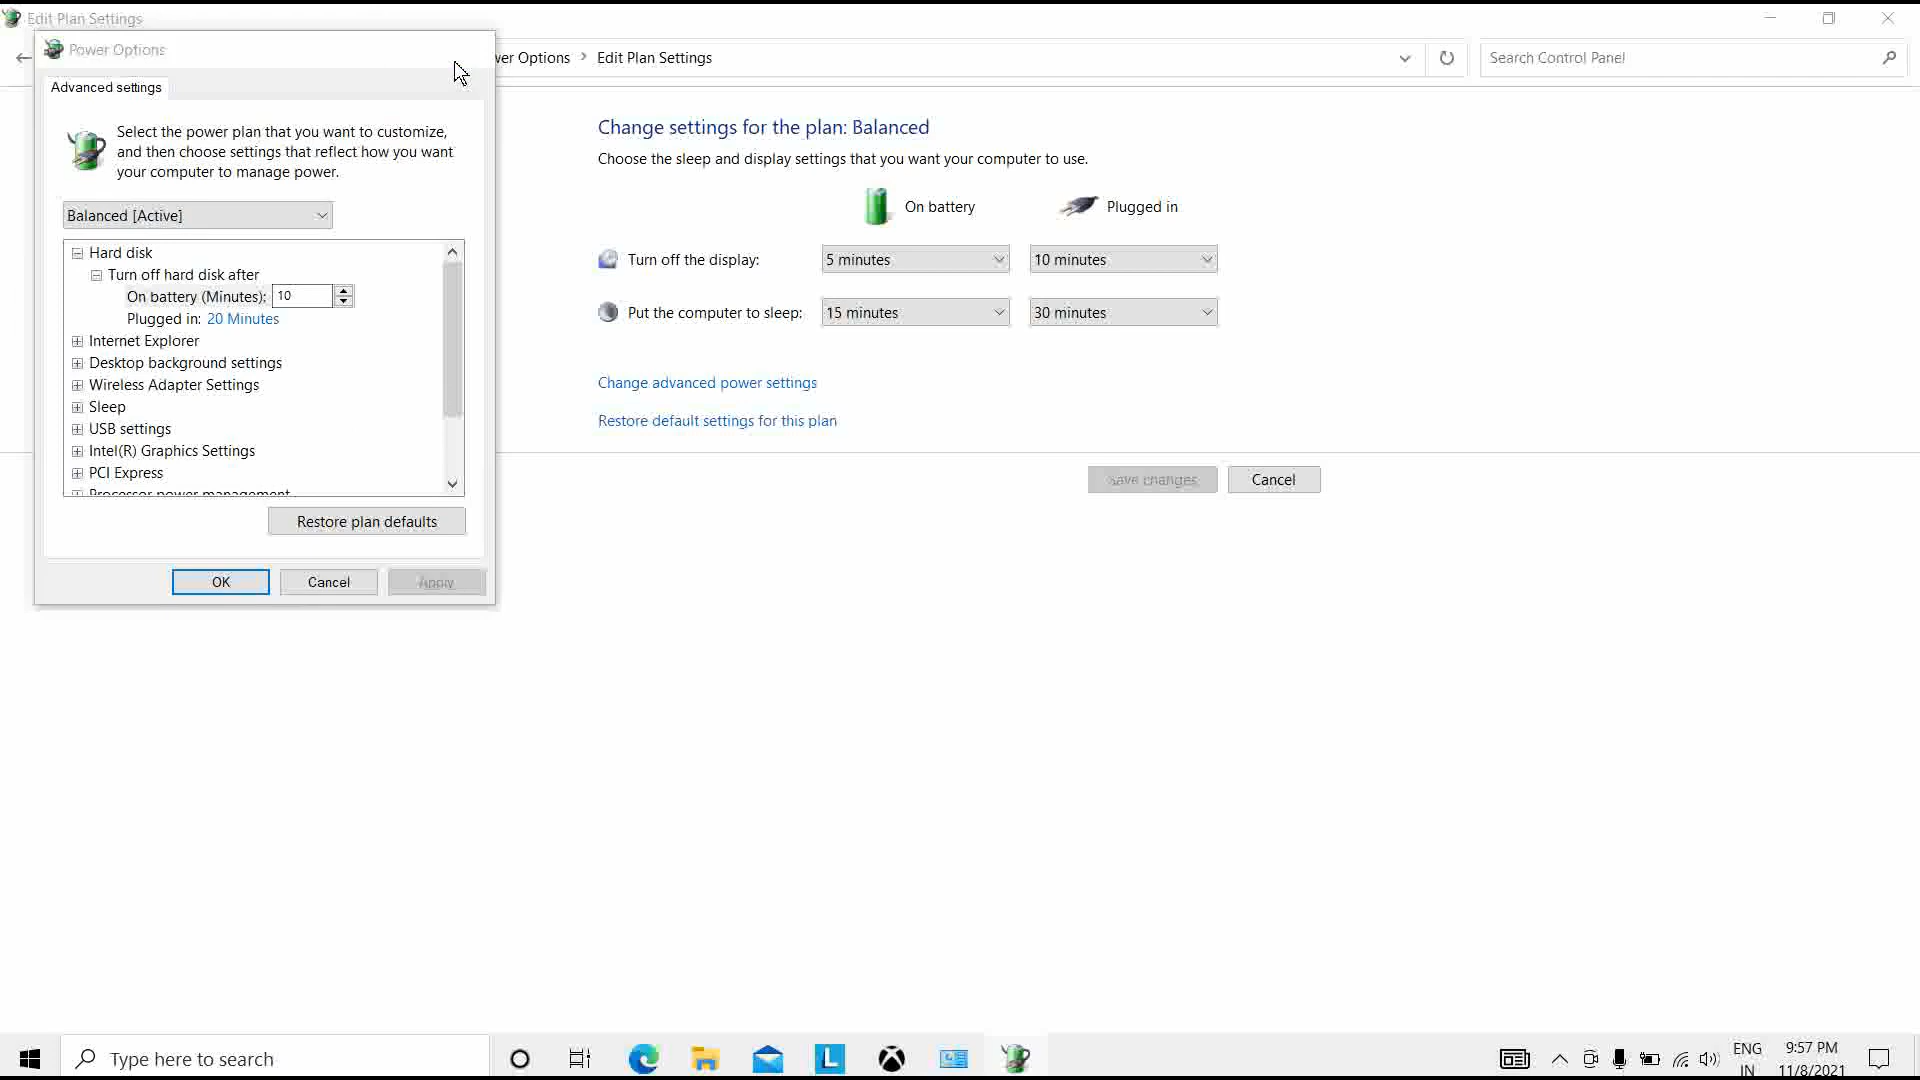 Edit Plan Settings
Power Options
wer Options > Edit Plan Settings
Search Control Panel
Advanced settings
Select the power plan that you want to customize,
and then choose settings that reflect how you want
your computer to manage power.
Balanced [Active]
Hard disk
Turn off hard disk after
On battery (Minutes): 10
Plugged in: 20 Minutes
Internet Explorer
Desktop background settings
Wireless Adapter Settings
Sleep
USB settings
Intel(R) Graphics Settings
PCI Express
Processor power management
Restore plan defaults
OK Cancel Apply
Change settings for the plan: Balanced
Choose the sleep and display settings that you want your computer to use.
On battery Plugged in
Turn off the display: 5 minutes 10 minutes
Put the computer to sleep: 15 minutes 30 minutes
Change advanced power settings
Restore default settings for this plan
Save changes Cancel
Type here to search
L
ENG
IN
9:57 PM
11/8/2021